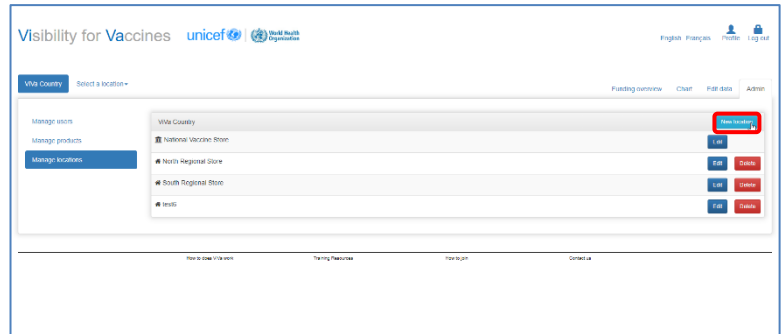 Visibility for Vaccines unicef World Health Organization
English Français Profile Log out
ViVa Country Select a location
Funding overview Chart Edit data Admin
Manage users
Manage products
Manage locations
ViVa Country New location
National Vaccine Store Edit
North Regional Store Edit Delete
South Regional Store Edit Delete
test6 Edit Delete
How to does ViVa work Training Resources How to join Contact us